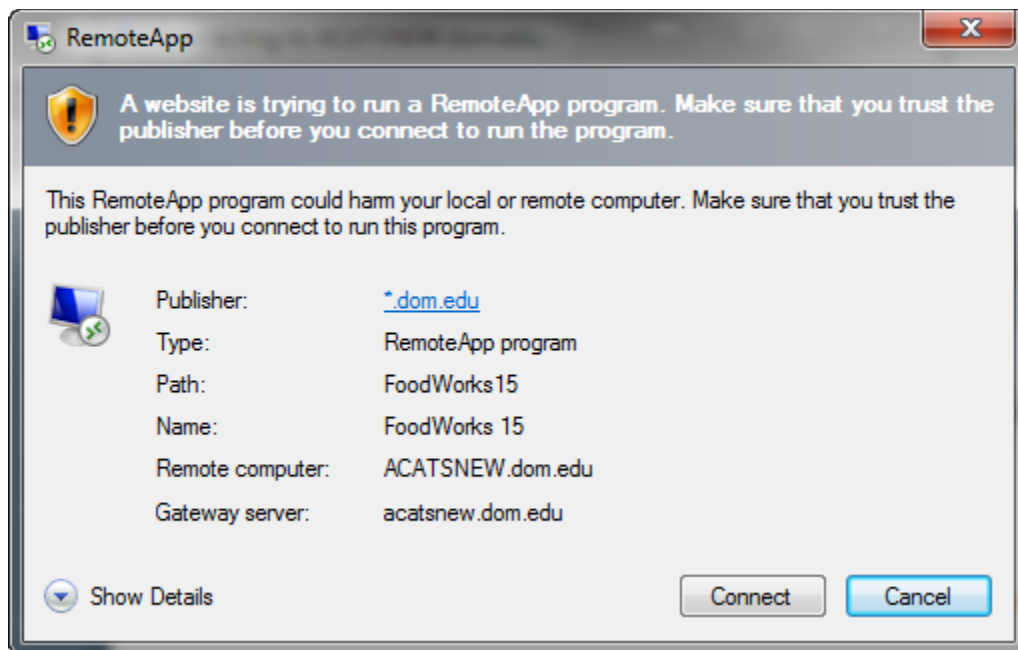 RemoteApp
A website is trying to run a RemoteApp program. Make sure that you trust the
publisher before you connect to run the program.
This RemoteApp program could harm your local or remote computer. Make sure that you trust the
publisher before you connect to run this program.
Publisher: *.dom.edu
Type: RemoteApp program
Path: FoodWorks15
Name: FoodWorks 15
Remote computer: ACATSNEW.dom.edu
Gateway server: acatsnew.dom.edu
Show Details Connect Cancel